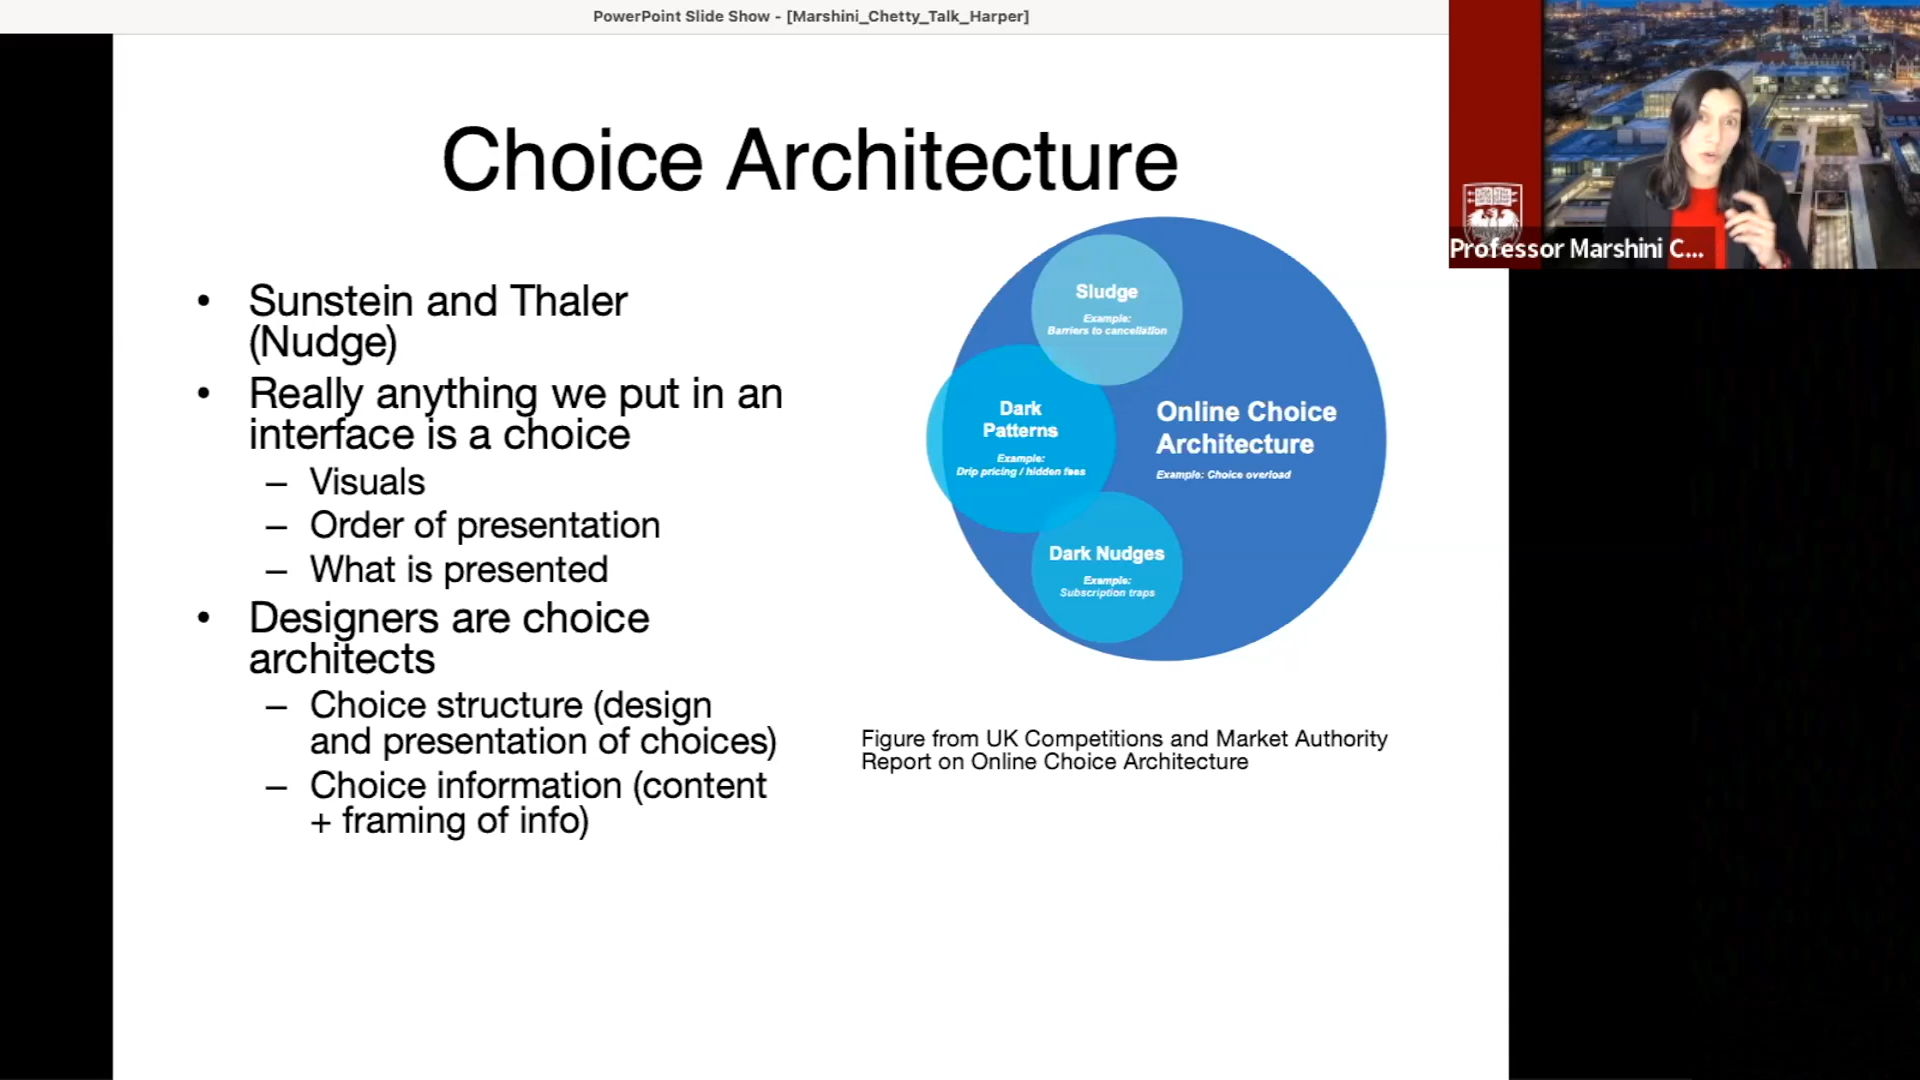 PowerPoint Slide Show - [Marshini_Chetty_Talk_Harper]
Choice Architecture
• Sunstein and Thaler
(Nudge)
• Really anything we put in an
interface is a choice
– Visuals
– Order of presentation
– What is presented
• Designers are choice
architects
– Choice structure (design
and presentation of choices)
– Choice information (content
+ framing of info)
Sludge
Example:
Barriers to cancellation
Dark
Patterns
Example:
Drip pricing / hidden fees
Online Choice
Architecture
Example: Choice overload
Dark Nudges
Example:
Subscription traps
Figure from UK Competitions and Market Authority
Report on Online Choice Architecture
Professor Marshini C...